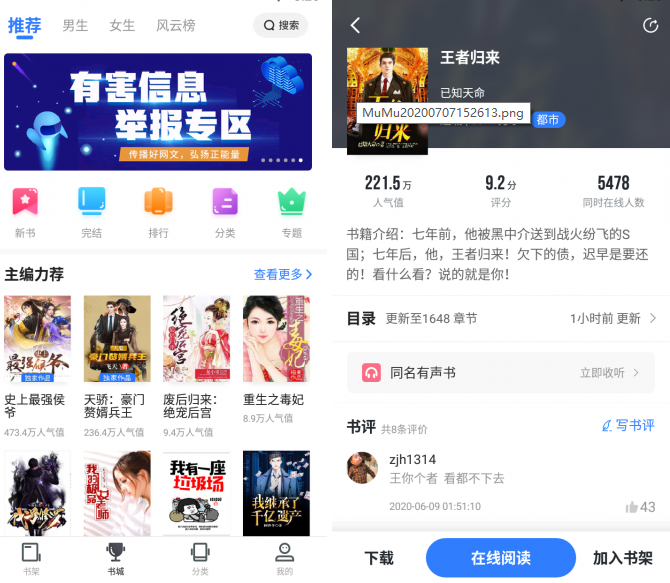 推荐 男生 女生 风云榜 搜索
有害信息
举报专区
传播好网文，弘扬正能量
新书 完结 排行 分类 专题
主编力荐 查看更多
最强侯爷
独家作品
豪门赘婿兵王
飞天
独家作品
绝宠后宫
重生之毒妃
史上最强侯爷
473.4万人气值
天骄：豪门赘婿兵王
236.4万人气值
废后归来：绝宠后宫
9.4万人气值
重生之毒妃
8.9万人气值
我的极品女老师
我有一座
垃圾场
我继承了
千亿遗产
书架 书城 分类 我的
王者归来
已知天命
归来
MuMu20200707152613.png
都市
221.5万
人气值
9.2分
评分
5478
同时在线人数
书籍介绍：七年前，他被黑中介送到战火纷飞的S
国；七年后，他，王者归来！欠下的债，迟早是要还
的！看什么看？说的就是你！
目录 更新至1648 章节 1小时前 更新
同名有声书 立即收听
书评 共8条评价 写书评
zjh1314
王你个者 看都不下去
2020-06-09 01:51:10 43
下载 在线阅读 加入书架